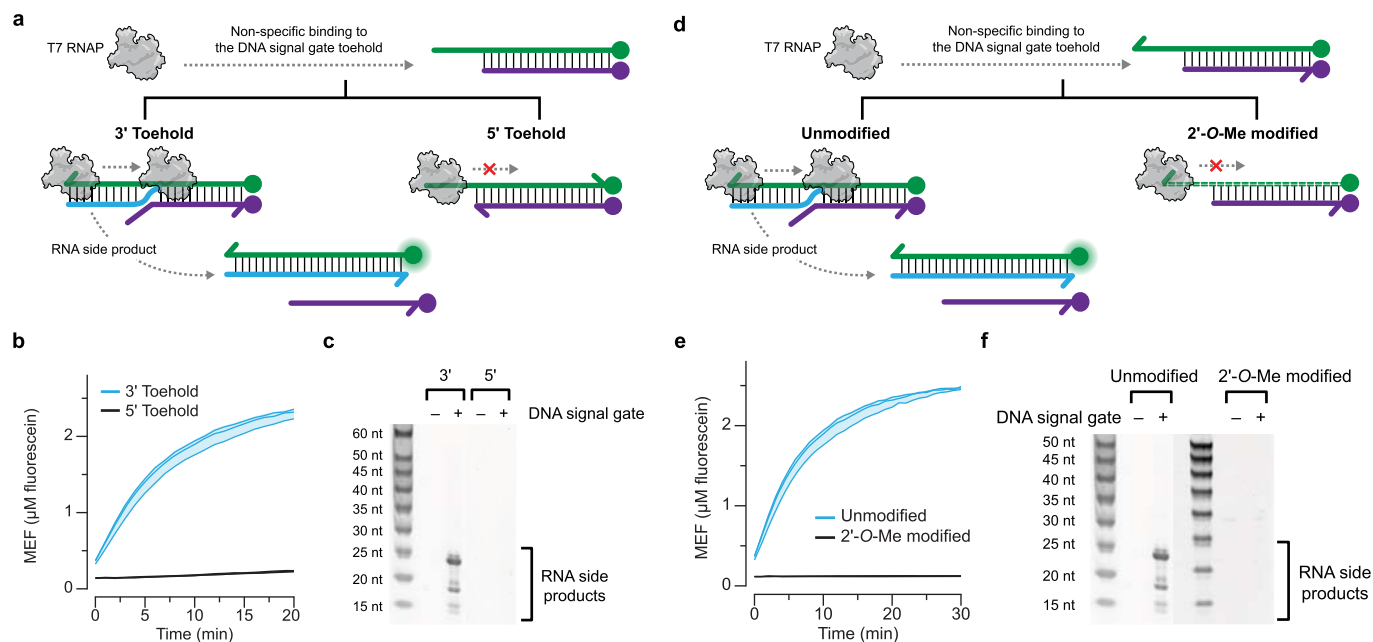 a
T7 RNAP
Non-specific binding to
the DNA signal gate toehold
3' Toehold
5' Toehold
RNA side product
b
MEF (µM fluorescein)
3' Toehold
5' Toehold
2
1
0
0
5
10
15
20
Time (min)
c
3'
5'
– + – +
DNA signal gate
60 nt
50 nt
45 nt
40 nt
35 nt
30 nt
25 nt
20 nt
15 nt
RNA side
products
d
T7 RNAP
Non-specific binding to
the DNA signal gate toehold
Unmodified
2'-O-Me modified
RNA side product
e
MEF (µM fluorescein)
2
1
0
Unmodified
2'-O-Me modified
0
10
20
30
Time (min)
f
Unmodified
2'-O-Me modified
DNA signal gate – + – +
50 nt
45 nt
40 nt
35 nt
30 nt
25 nt
20 nt
15 nt
RNA side
products